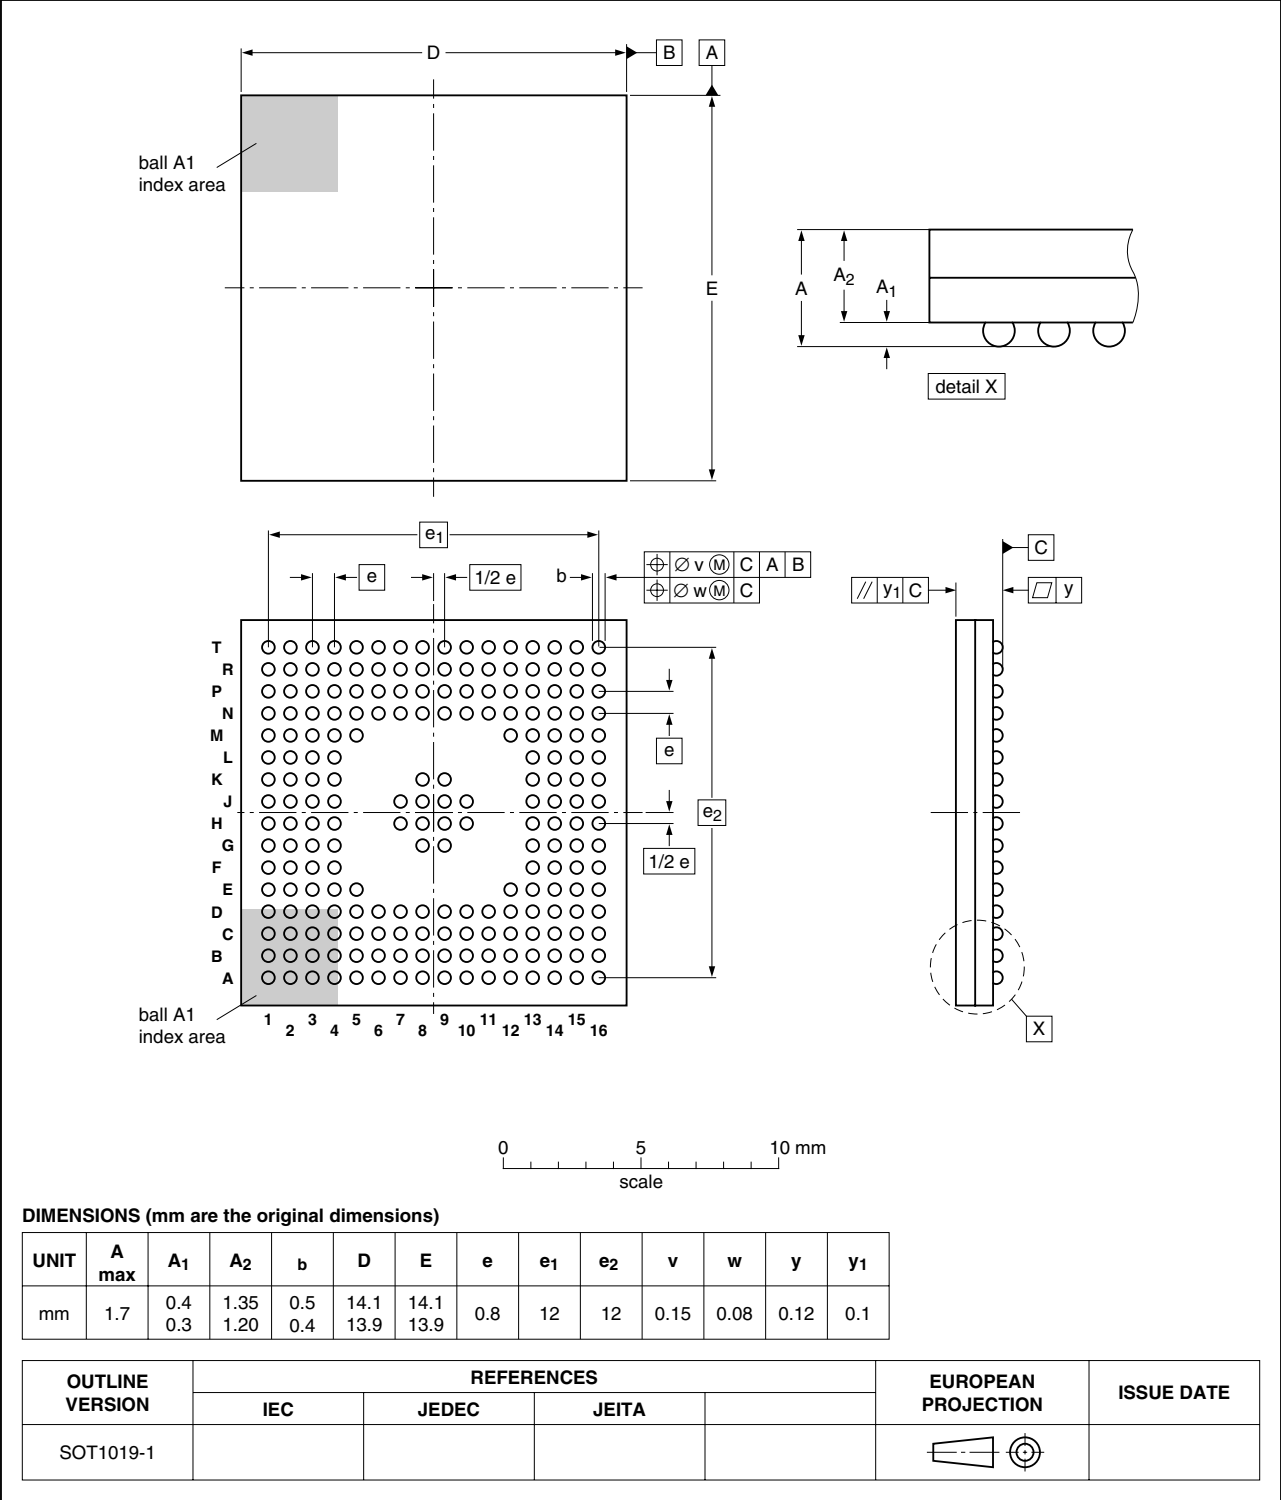 D
B
A
ball A1
index area
E
A
A2
A1
detail X
e1
e
1/2 e
b
⌖ ∅ v Ⓜ C A B
⌖ ∅ w Ⓜ C
C
// y1 C
▱ y
T
R
P
N
M
L
K
J
H
G
F
E
D
C
B
A
e
e2
1/2 e
X
ball A1
index area
1 2 3 4 5 6 7 8 9 10 11 12 13 14 15 16
0 5 10 mm
scale
DIMENSIONS (mm are the original dimensions)
UNIT A max A1 A2 b D E e e1 e2 v w y y1
mm 1.7 0.4 0.3 1.35 1.20 0.5 0.4 14.1 13.9 14.1 13.9 0.8 12 12 0.15 0.08 0.12 0.1
OUTLINE VERSION REFERENCES EUROPEAN PROJECTION ISSUE DATE
IEC JEDEC JEITA
SOT1019-1